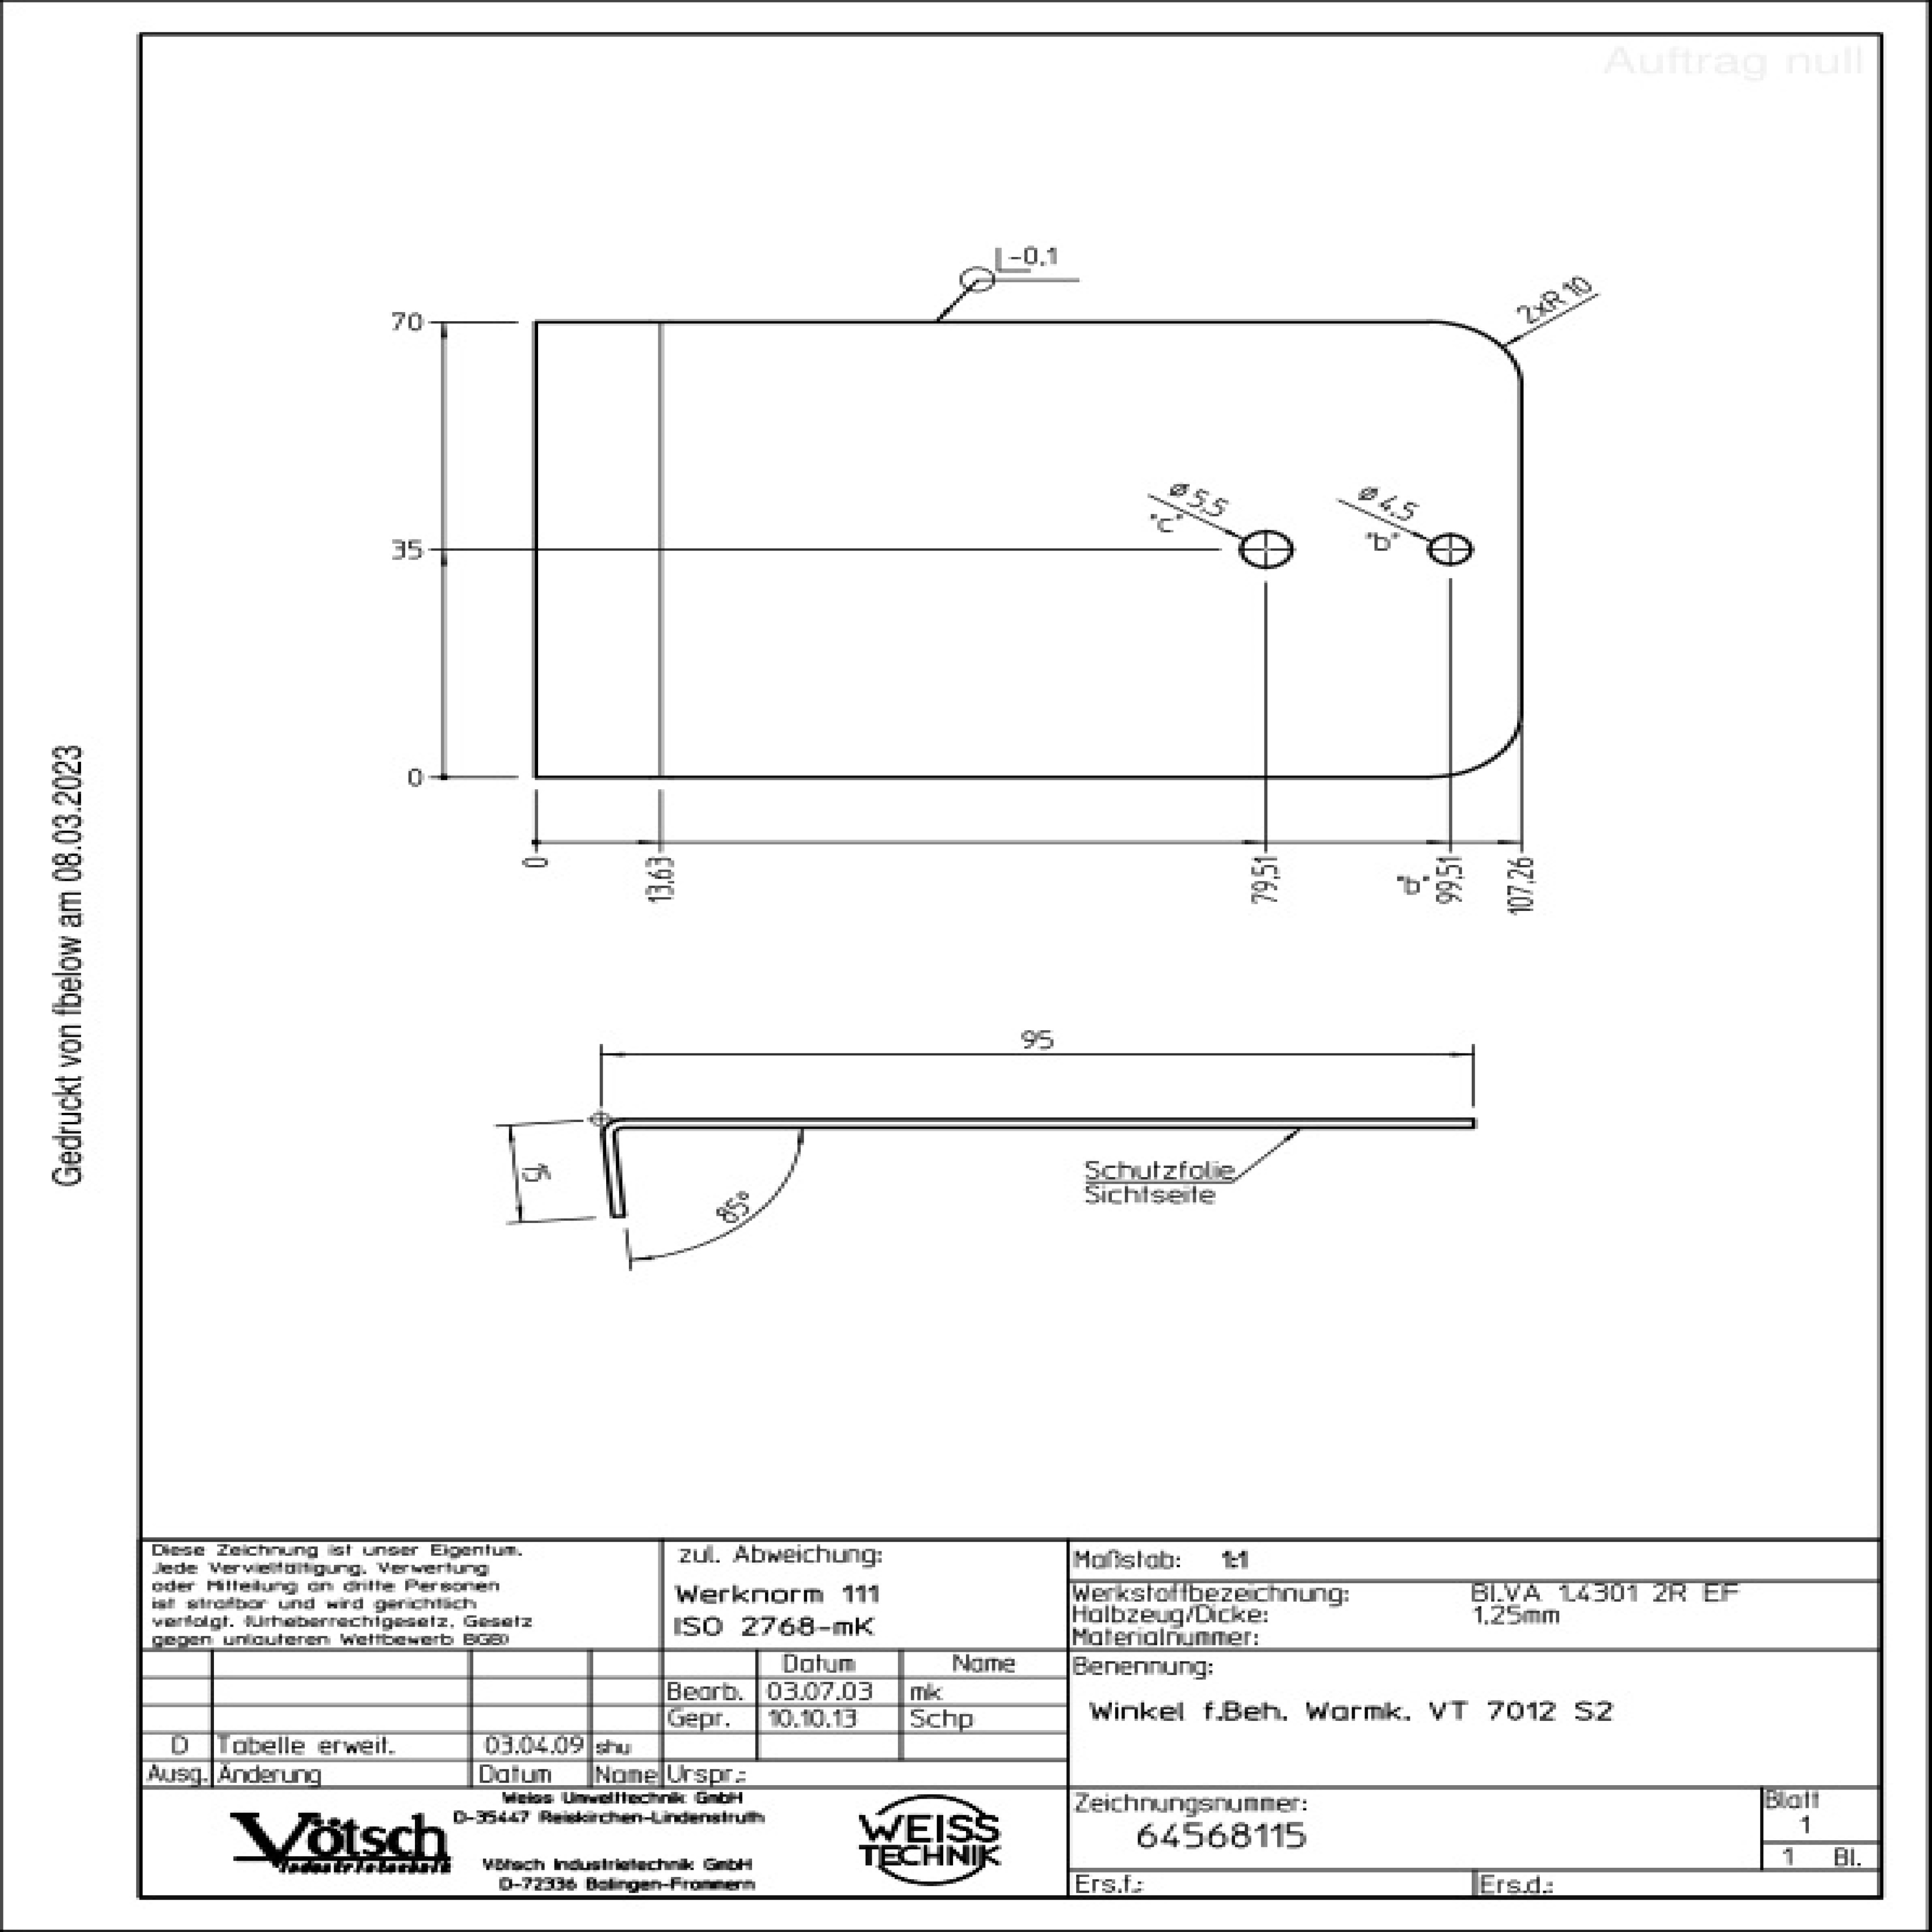 Auftrag null
Gedruckt von fbelow am 08.03.2023
-0.1
2xR10
70
35
0
ø5,5
"c"
ø4,5
"b"
0
13,63
79,51
"b" 99,51
107,26
95
15
85°
Schutzfolie
Sichtseite
Diese Zeichnung ist unser Eigentum.
Jede Vervielfältigung, Verwertung
oder Mitteilung an dritte Personen
ist strafbar und wird gerichtlich
verfolgt. (Urheberrechtgesetz, Gesetz
gegen unlauteren Wettbewerb BGB)
zul. Abweichung:
Werknorm 111
ISO 2768-mK
Maßstab: 1:1
Werkstoffbezeichnung: Bl.VA 1.4301 2R EF
Halbzeug/Dicke: 1,25mm
Materialnummer:
Datum Name
Bearb. 03.07.03 mk
Gepr. 10.10.13 Schp
D Tabelle erweit. 03.04.09 shu
Ausg. Änderung Datum Name Urspr.:
Benennung:
Winkel f.Beh. Warmk. VT 7012 S2
Vötsch
Industrietechnik
Weiss Umwelttechnik GmbH
D-35447 Reiskirchen-Lindenstruth
Vötsch Industrietechnik GmbH
D-72336 Balingen-Frommern
WEISS
TECHNIK
Zeichnungsnummer:
64568115
Blatt
1
1 Bl.
Ers.f.:
Ers.d.: